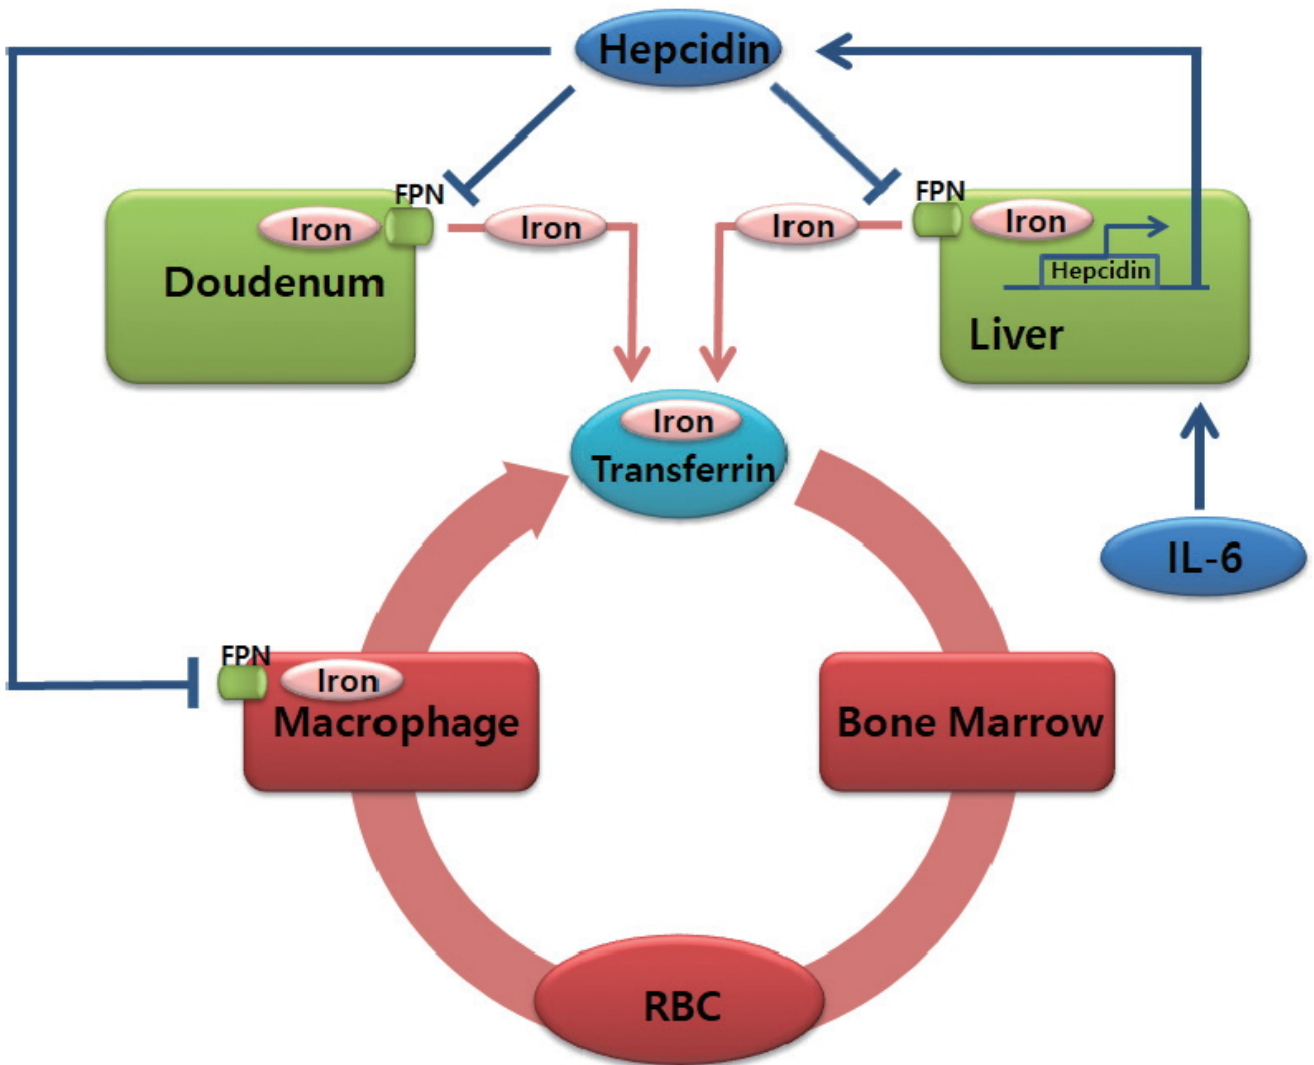 Hepcidin
FPN
Iron
Iron
Doudenum
Iron
FPN
Iron
Hepcidin
Liver
Iron
Transferrin
IL-6
FPN
Iron
Macrophage
Bone Marrow
RBC